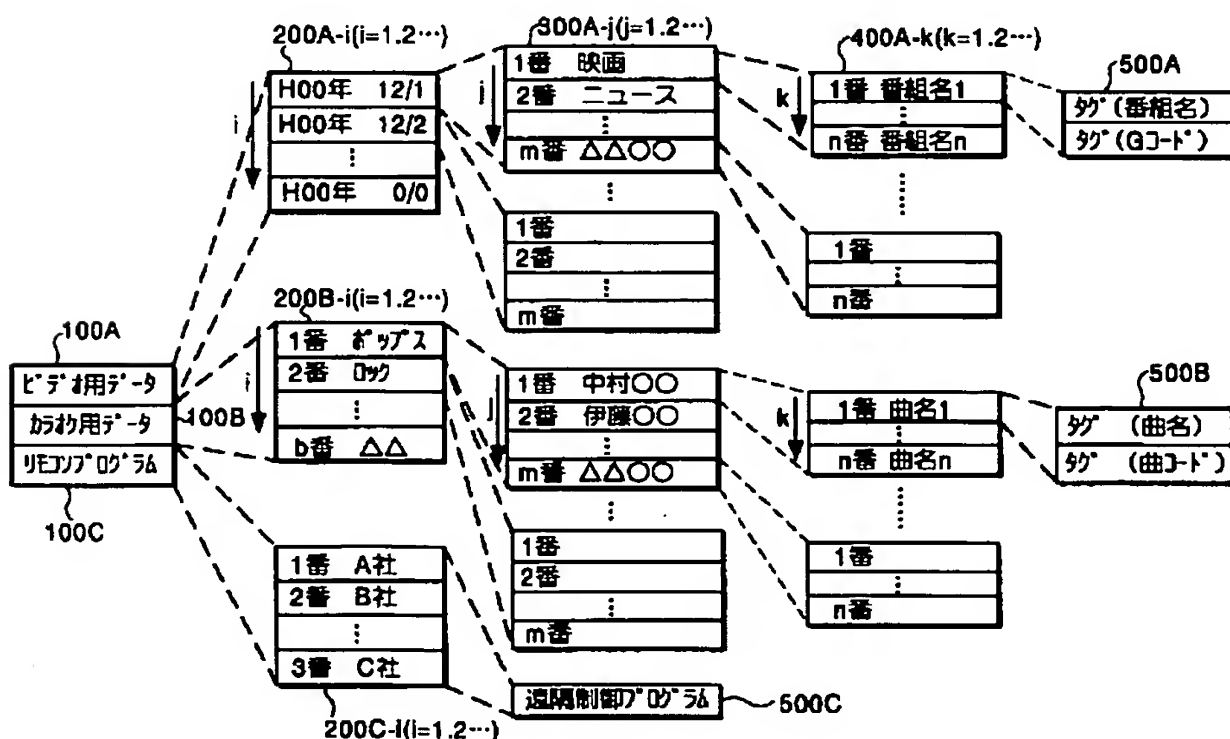 200A-i(i=1.2…)
H00年 12/1
H00年 12/2
⋮
H00年 0/0
i
300A-j(j=1.2…)
1番 映画
2番 ニュース
⋮
m番 △△○○
j
⋮
1番
2番
⋮
m番
400A-k(k=1.2…)
1番 番組名1
⋮
n番 番組名n
k
⋮
1番
⋮
n番
500A
ﾀｸﾞ(番組名)
ﾀｸﾞ(Gｺｰﾄﾞ)
100A
ﾋﾞﾃﾞｵ用ﾃﾞｰﾀ
ｶﾗｵｹ用ﾃﾞｰﾀ
ﾘﾓｺﾝﾌﾟﾛｸﾞﾗﾑ
100B
100C
200B-i(i=1.2…)
1番 ﾎﾟｯﾌﾟｽ
2番 ﾛｯｸ
⋮
b番 △△
i
1番 中村○○
2番 伊藤○○
⋮
m番 △△○○
j
⋮
1番
2番
⋮
m番
1番 曲名1
⋮
n番 曲名n
k
⋮
1番
⋮
n番
500B
ﾀｸﾞ (曲名)
ﾀｸﾞ (曲ｺｰﾄﾞ)
1番 A社
2番 B社
⋮
3番 C社
200C-i(i=1.2…)
遠隔制御ﾌﾟﾛｸﾞﾗﾑ
500C